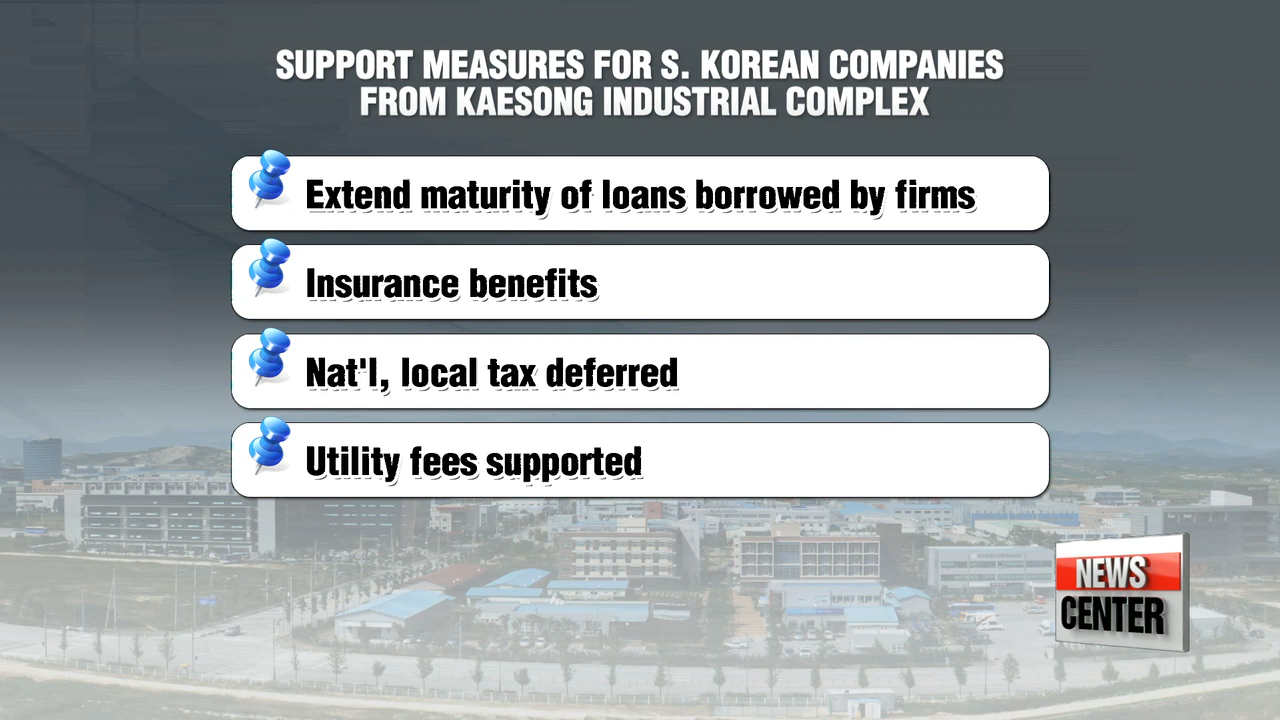 SUPPORT MEASURES FOR S. KOREAN COMPANIES
FROM KAESONG INDUSTRIAL COMPLEX
Extend maturity of loans borrowed by firms
Insurance benefits
Nat'l, local tax deferred
Utility fees supported
NEWS
CENTER